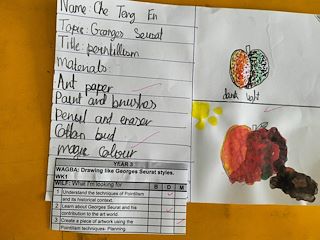 Name: Che Teng En
Topic: Georges Seurat
Title: pointillism
materials
Art paper
Paint and brushes
Pencil and eraser
Cotton bud
magic Colour
dark light
YEAR 3
WAGBA: Drawing like Georges Seurat styles.
WK1
WILF: What I'm looking for B D M
1 Understand the techniques of Pointilism
and its historical context.
2 Learn about Georges Seurat and his
contribution to the art world.
3 Create a piece of artwork using the
Pointilism techniques- Planning